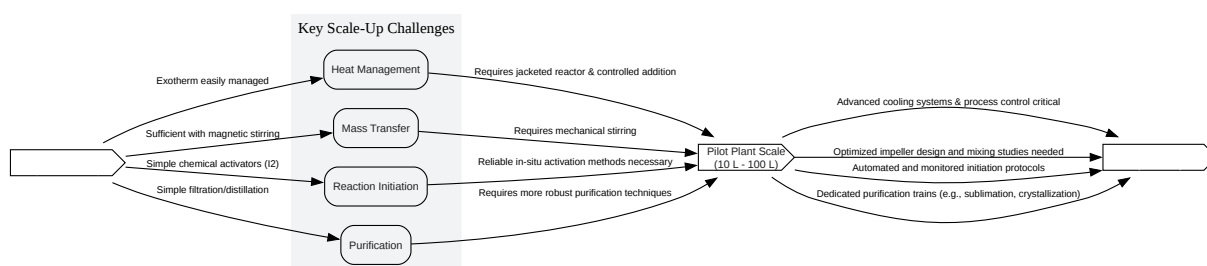 Key Scale-Up Challenges
Exotherm easily managed
Heat Management
Requires jacketed reactor & controlled addition
Advanced cooling systems & process control critical
Sufficient with magnetic stirring
Mass Transfer
Requires mechanical stirring
Simple chemical activators (I2)
Reaction Initiation
Reliable in-situ activation methods necessary
Pilot Plant Scale
(10 L - 100 L)
Optimized impeller design and mixing studies needed
Automated and monitored initiation protocols
Simple filtration/distillation
Purification
Requires more robust purification techniques
Dedicated purification trains (e.g., sublimation, crystallization)